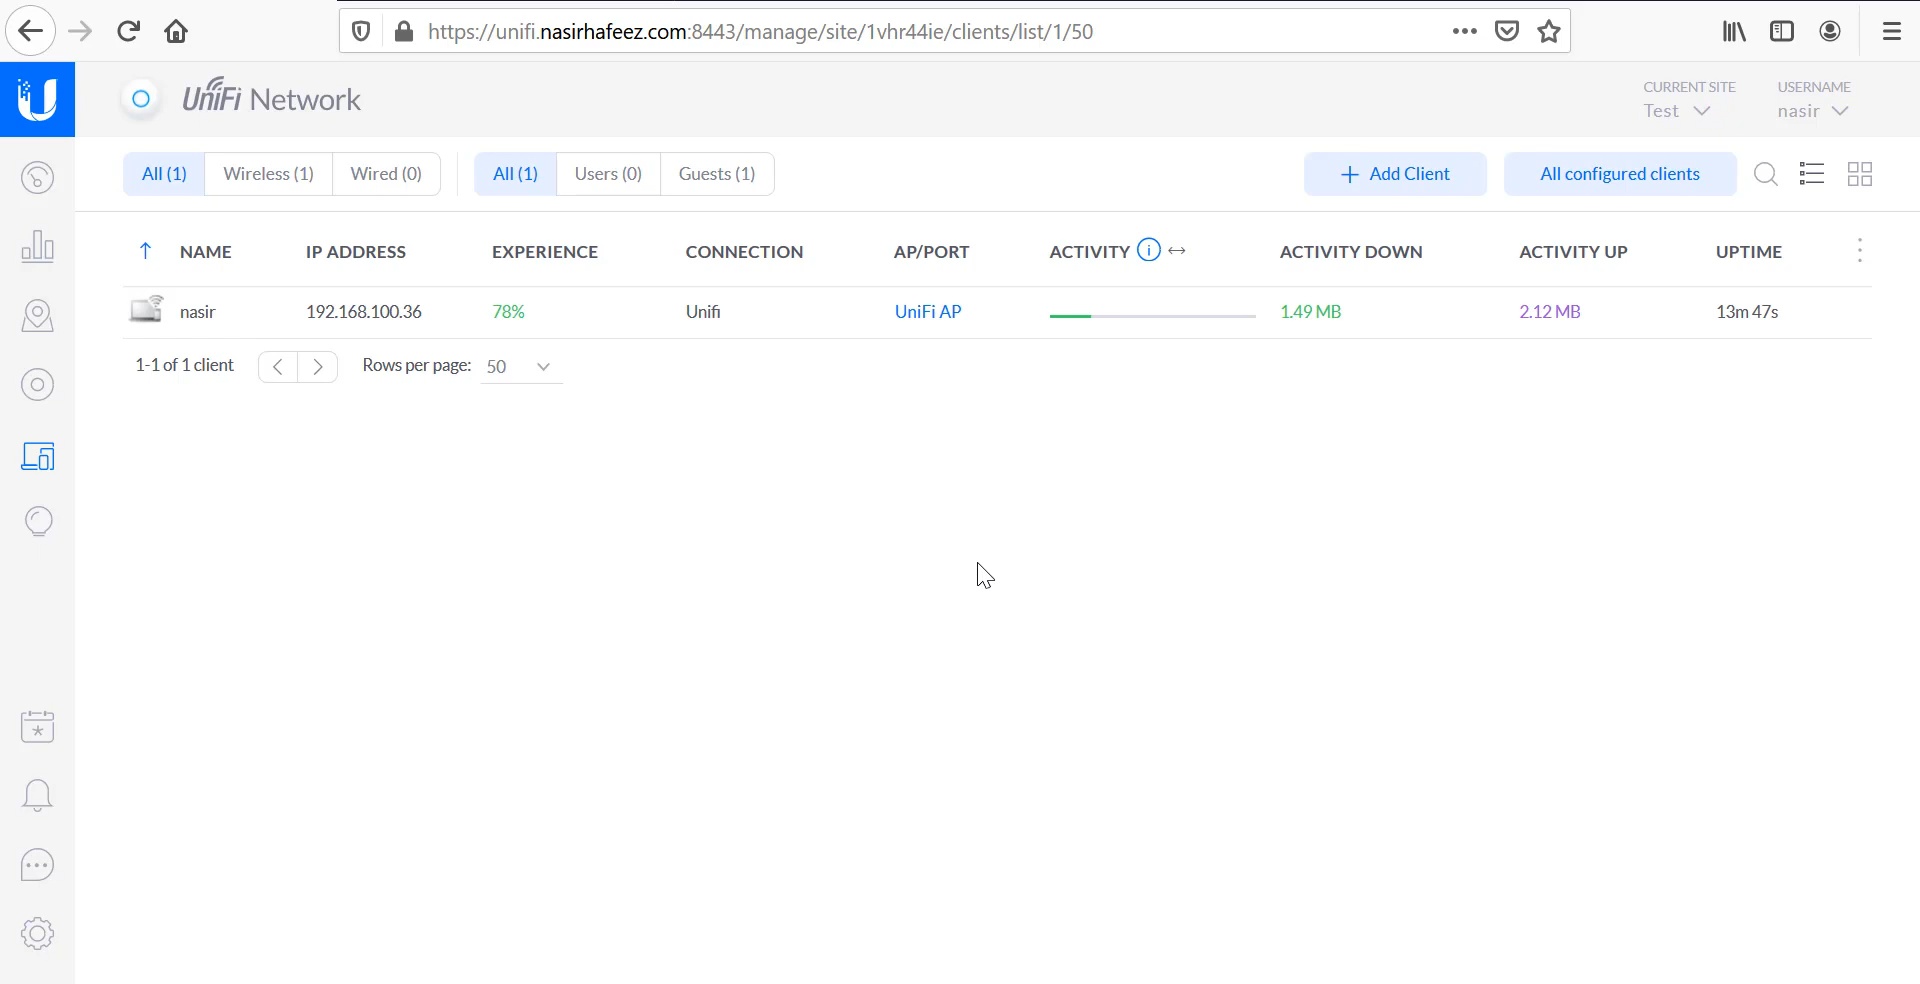 https://unifi.nasirhafeez.com:8443/manage/site/1vhr44ie/clients/list/1/50
UniFi Network
CURRENT SITE USERNAME
Test nasir
All (1) Wireless (1) Wired (0) All (1) Users (0) Guests (1) + Add Client All configured clients
NAME IP ADDRESS EXPERIENCE CONNECTION AP/PORT ACTIVITY ACTIVITY DOWN ACTIVITY UP UPTIME
nasir 192.168.100.36 78% Unifi UniFi AP 1.49 MB 2.12 MB 13m 47s
1-1 of 1 client Rows per page: 50